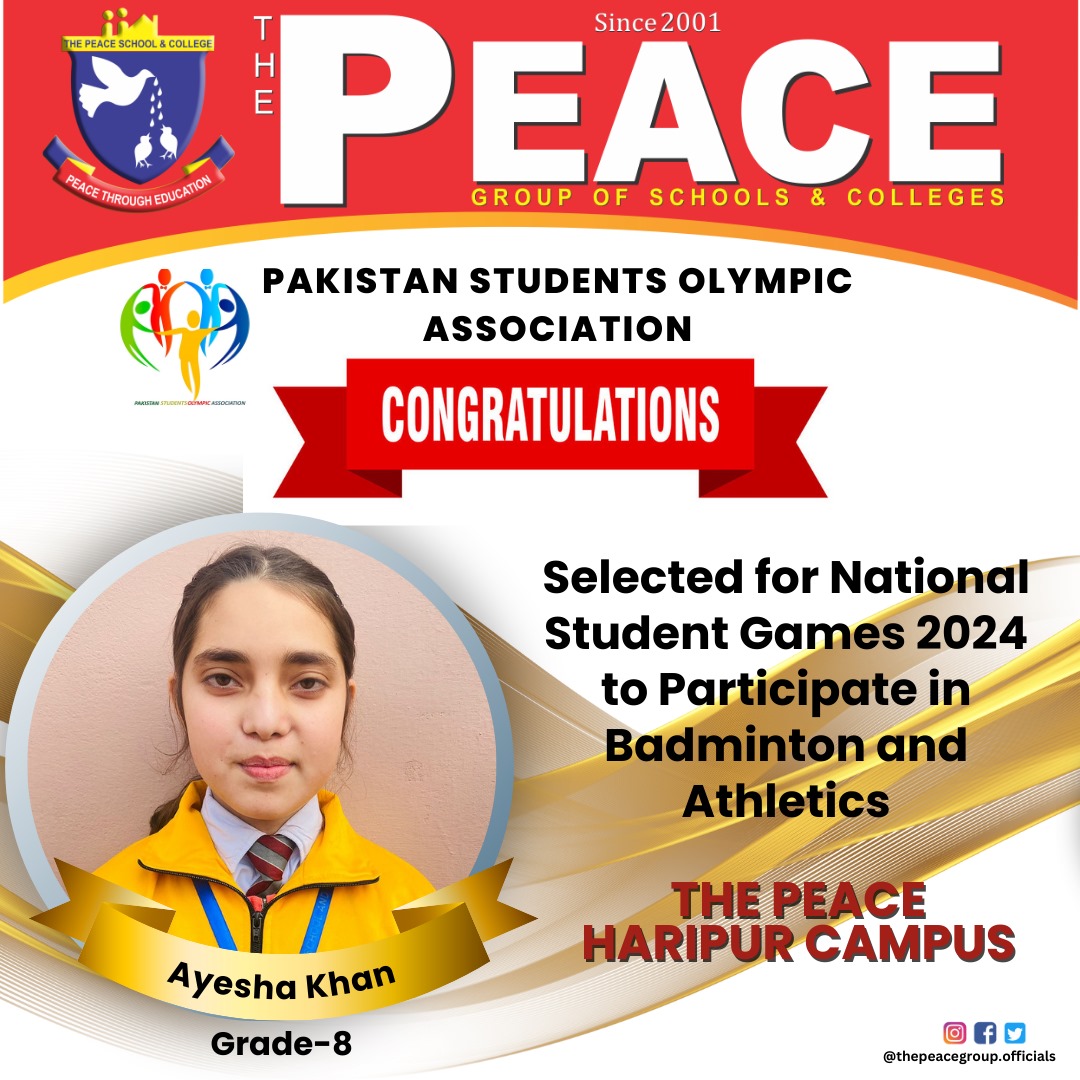 THE PEACE SCHOOL & COLLEGE
PEACE THROUGH EDUCATION
Since 2001
THE
PEACE
GROUP OF SCHOOLS & COLLEGES
PAKISTAN STUDENTS OLYMPIC
ASSOCIATION
PAKISTAN STUDENTS OLYMPIC ASSOCIATION
CONGRATULATIONS
Selected for National
Student Games 2024
to Participate in
Badminton and
Athletics
THE PEACE
HARIPUR CAMPUS
Ayesha Khan
Grade-8
@thepeacegroup.officials